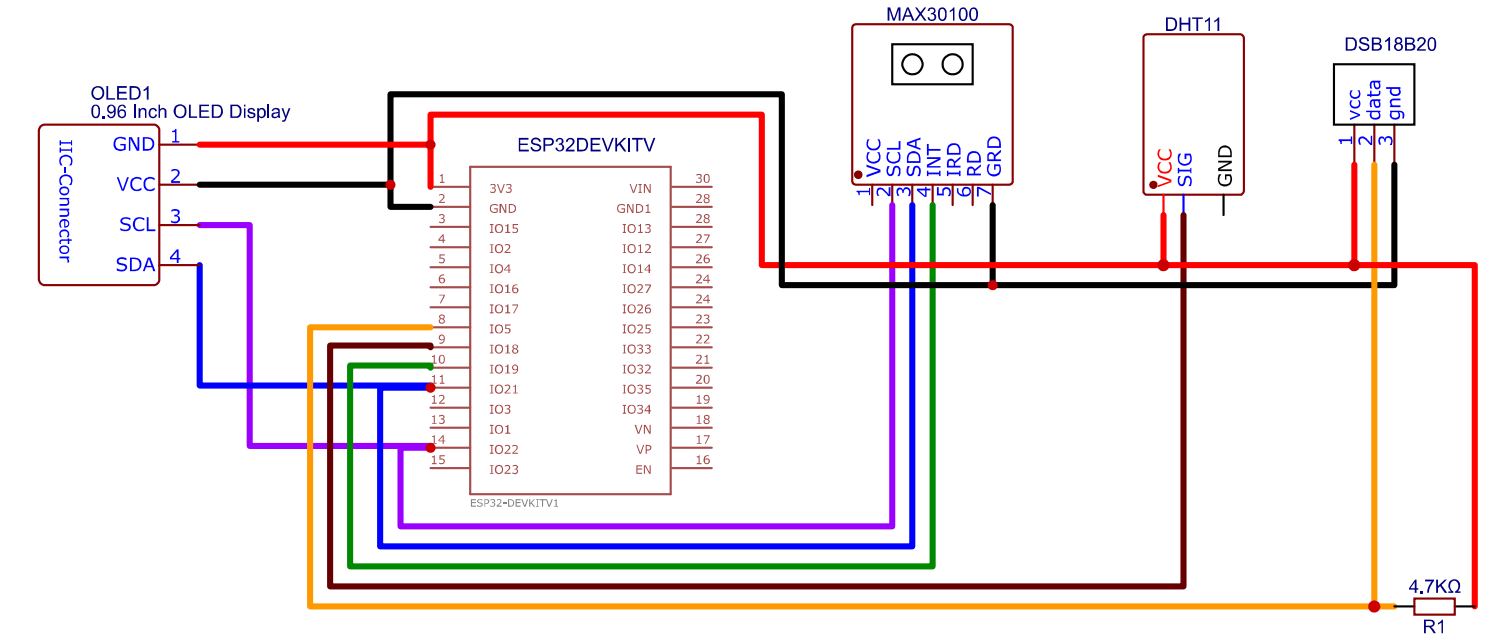 MAX30100
VCC
SCL
SDA
INT
IRD
RD
GRD
1
2
3
4
5
6
7
DHT11
VCC
SIG
GND
DSB18B20
vcc
data
gnd
1
2
3
OLED1
0.96 Inch OLED Display
IIC-Connector
GND 1
VCC 2
SCL 3
SDA 4
ESP32DEVKITV
1 3V3 VIN 30
2 GND GND1 28
3 IO15 IO13 28
4 IO2 IO12 27
5 IO4 IO14 26
6 IO16 IO27 24
7 IO17 IO26 24
8 IO5 IO25 23
9 IO18 IO33 22
10 IO19 IO32 21
11 IO21 IO35 20
12 IO3 IO34 19
13 IO1 VN 18
14 IO22 VP 17
15 IO23 EN 16
ESP32-DEVKITV1
4.7KΩ
R1